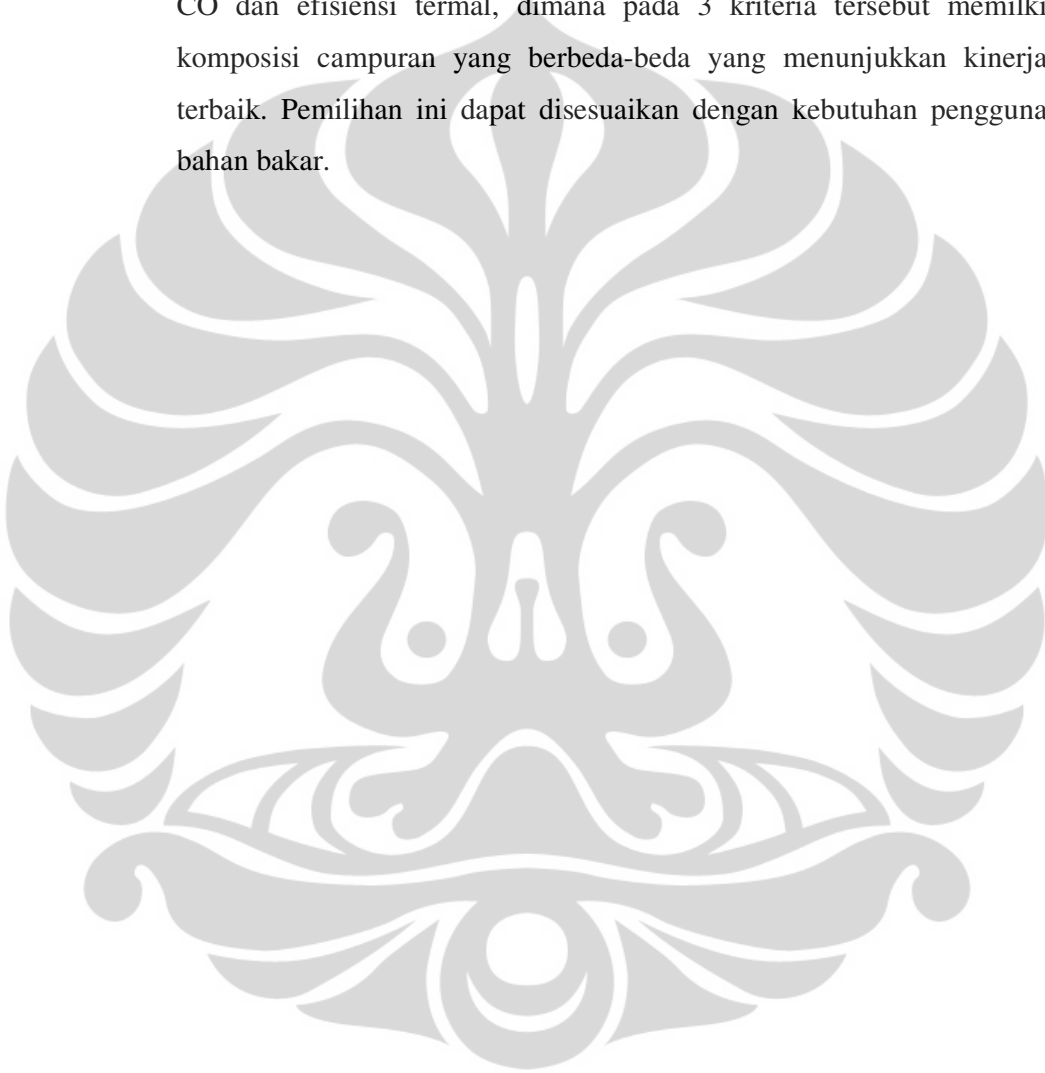 CO dan efisiensi termal, dimana pada 3 kriteria tersebut memilki
komposisi campuran yang berbeda-beda yang menunjukkan kinerja
terbaik. Pemilihan ini dapat disesuaikan dengan kebutuhan pengguna
bahan bakar.